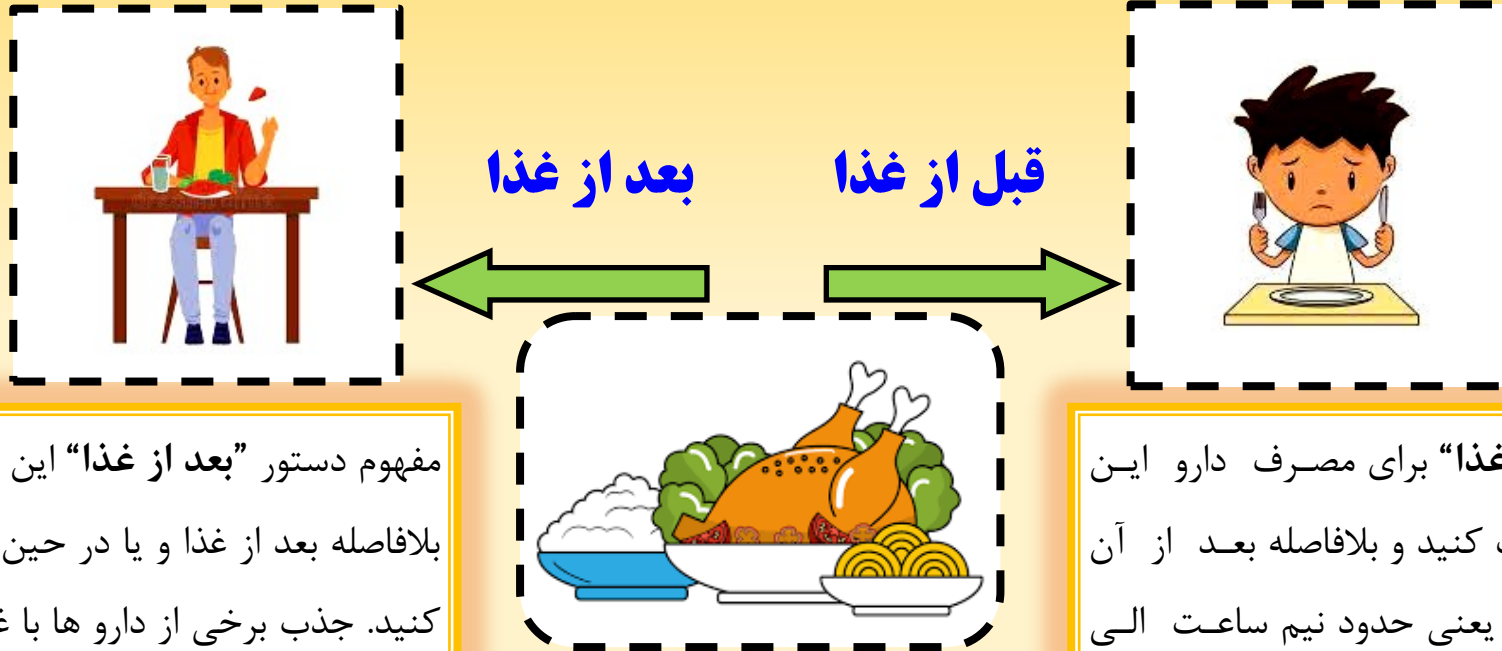 قبل از غذا
بعد از غذا
غذا“ برای مصرف دارو این
کنید و بلافاصله بعد از آن
یعنی حدود نیم ساعت الی
مفهوم دستور ”بعد از غذا“ این
بلافاصله بعد از غذا و یا در حین
کنید. جذب برخی از دارو ها با